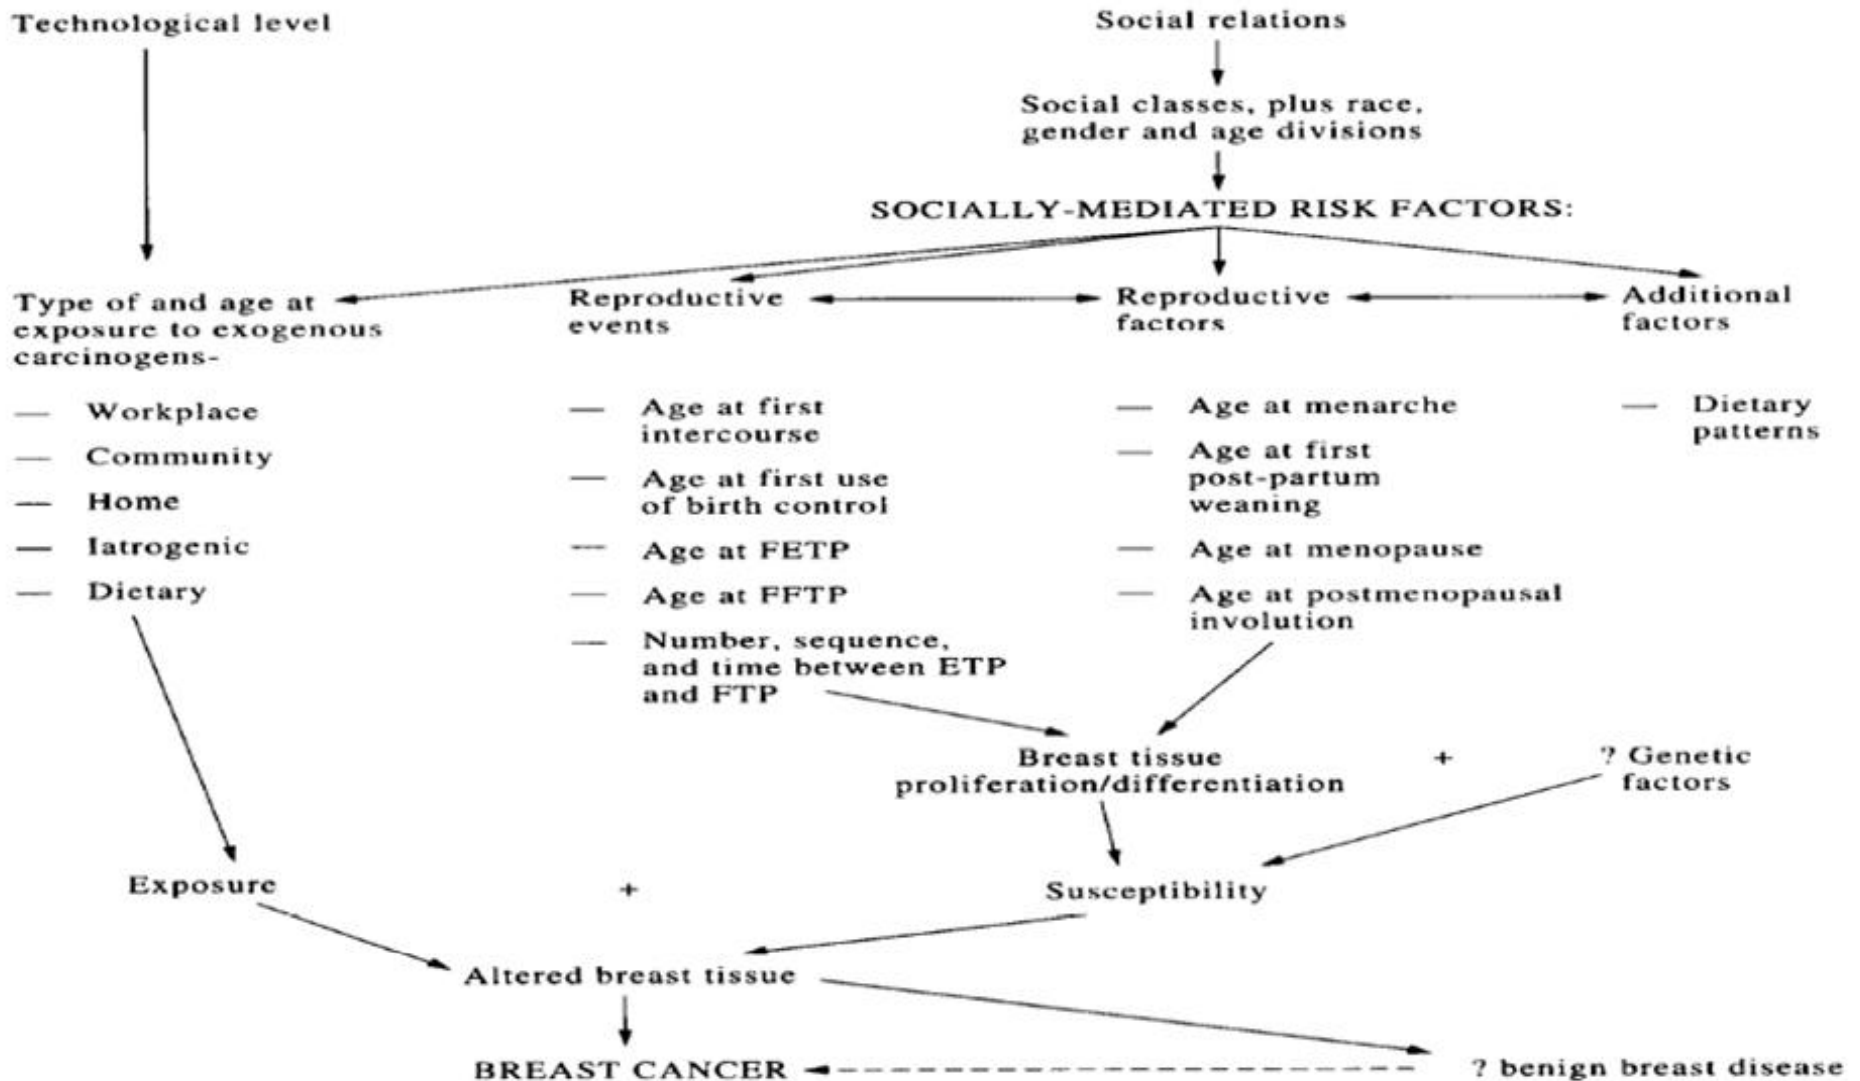 Technological level
Social relations
Social classes, plus race,
gender and age divisions
SOCIALLY-MEDIATED RISK FACTORS:
Type of and age at
exposure to exogenous
carcinogens-
— Workplace
— Community
— Home
— Iatrogenic
— Dietary
Reproductive
events
— Age at first
intercourse
— Age at first use
of birth control
— Age at FETP
— Age at FFTP
— Number, sequence,
and time between ETP
and FTP
Reproductive
factors
— Age at menarche
— Age at first
post-partum
weaning
— Age at menopause
— Age at postmenopausal
involution
Additional
factors
— Dietary
patterns
Breast tissue
proliferation/differentiation
+
? Genetic
factors
Exposure
+
Susceptibility
Altered breast tissue
BREAST CANCER
? benign breast disease